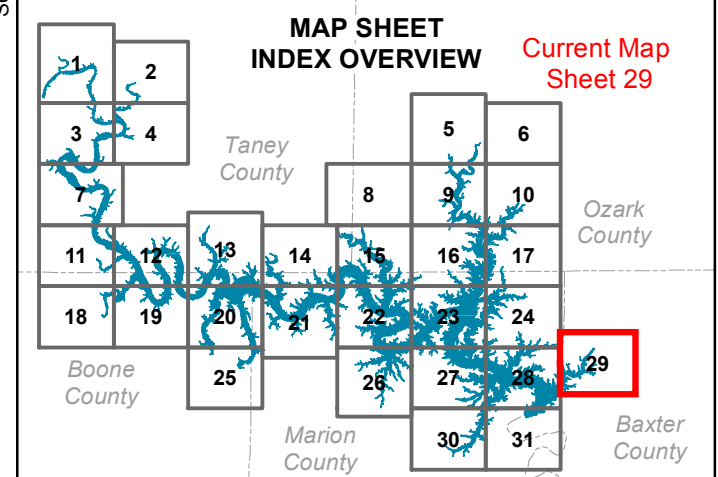 MAP SHEET
INDEX OVERVIEW
Current Map
Sheet 29
1
2
3
4
5
6
Taney
County
7
8
9
10
Ozark
County
11
12
13
14
15
16
17
18
19
20
21
22
23
24
25
26
27
28
29
Boone
County
Marion
County
30
31
Baxter
County